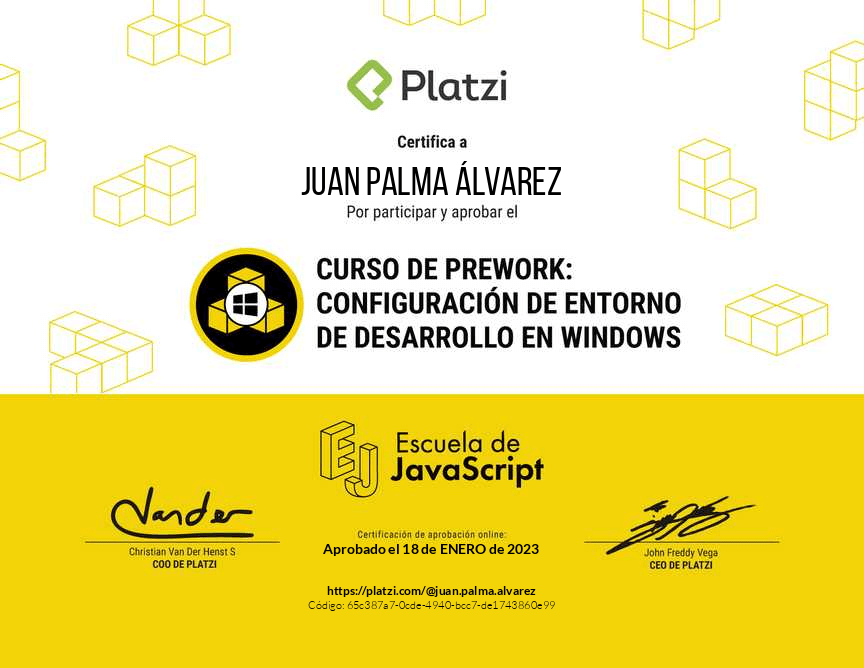 Platzi
Certifica a
JUAN PALMA ÁLVAREZ
Por participar y aprobar el
CURSO DE PREWORK:
CONFIGURACIÓN DE ENTORNO
DE DESARROLLO EN WINDOWS
EJ
Escuela de
JavaScript
Vander
Christian Van Der Henst S
COO DE PLATZI
Certificación de aprobación online:
Aprobado el 18 de ENERO de 2023
John Freddy Vega
CEO DE PLATZI
https://platzi.com/@juan.palma.alvarez
Código: 65c387a7-0cde-4940-bcc7-de1743860e99